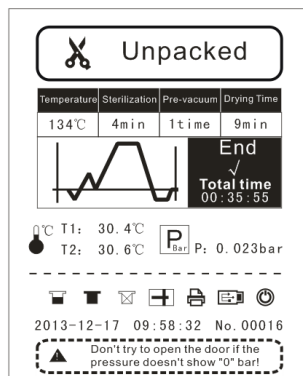 Unpacked
Temperature Sterilization Pre-vacuum Drying Time
134℃ 4min 1time 9min
End
√
Total time
00:35:55
℃ T1: 30.4℃
T2: 30.6℃
P Bar P: 0.023bar
2013-12-17 09:58:32 No.00016
Don't try to open the door if the
pressure doesn't show "0" bar!